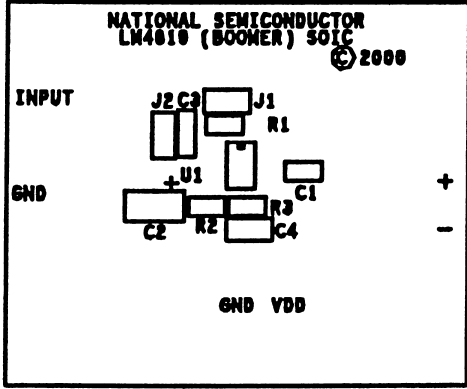 NATIONAL SEMICONDUCTOR
LM4819 (BOOMER) SOIC
© 2000
INPUT
J2 C3 J1
R1
U1
GND
+
C1
+
R3
R2
C2
C4
-
GND VDD